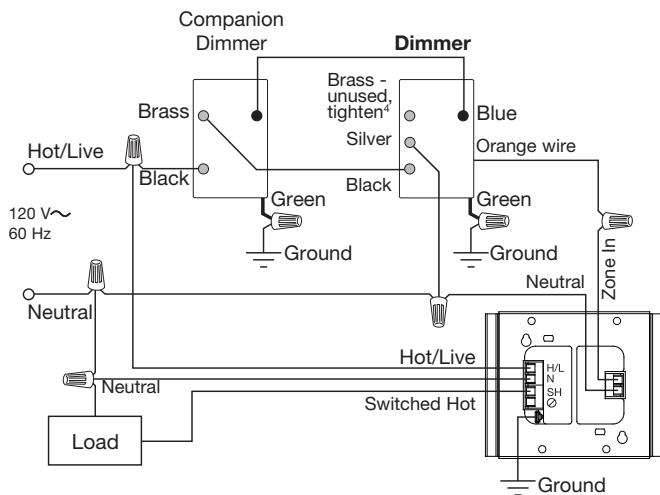 Companion
Dimmer
Dimmer
Brass -
unused,
tighten⁴
Brass
Blue
Silver
Orange wire
Hot/Live
Black
Black
Green
Green
120 V∿
60 Hz
Ground
Ground
Zone In
Neutral
Neutral
Hot/Live
H/L
N
Neutral
SH
Switched Hot
Load
Ground